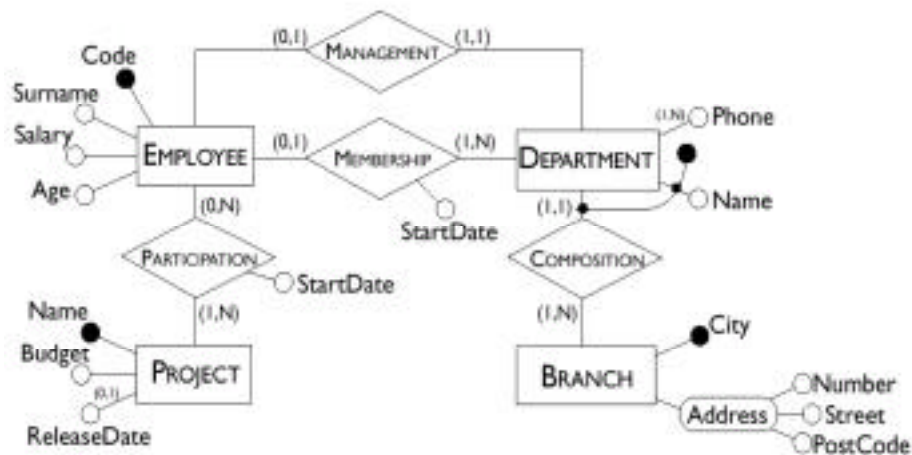 (0,1) MANAGEMENT (1,1)
Code
Surname
Salary
Age
EMPLOYEE
(0,1) MEMBERSHIP (1,N)
StartDate
DEPARTMENT
(1,N) Phone
Name
(0,N)
PARTICIPATION
StartDate
(1,N)
(1,1)
COMPOSITION
(1,N)
Name
Budget
(0,1)
ReleaseDate
PROJECT
BRANCH
City
Address
Number
Street
PostCode